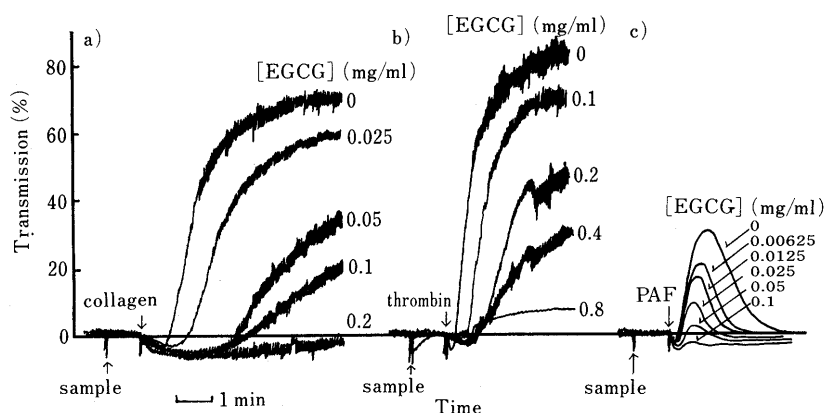 a)
b)
c)
[EGCG] (mg/ml)
[EGCG] (mg/ml)
[EGCG] (mg/ml)
80
60
40
20
0
Transmission (%)
0
0.025
0.05
0.1
0.2
collagen
sample
1 min
0
0.1
0.2
0.4
0.8
thrombin
sample
Time
0
0.00625
0.0125
0.025
0.05
0.1
PAF
sample